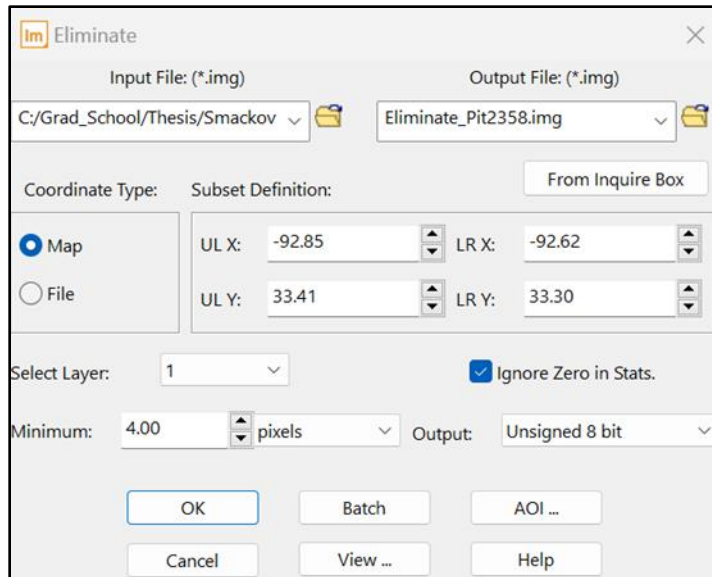 Im Eliminate
Input File: (*.img) Output File: (*.img)
C:/Grad_School/Thesis/Smackov Eliminate_Pit2358.img
From Inquire Box
Coordinate Type: Subset Definition:
Map UL X: -92.85 LR X: -92.62
File UL Y: 33.41 LR Y: 33.30
Select Layer: 1 Ignore Zero in Stats.
Minimum: 4.00 pixels Output: Unsigned 8 bit
OK Batch AOI ...
Cancel View ... Help